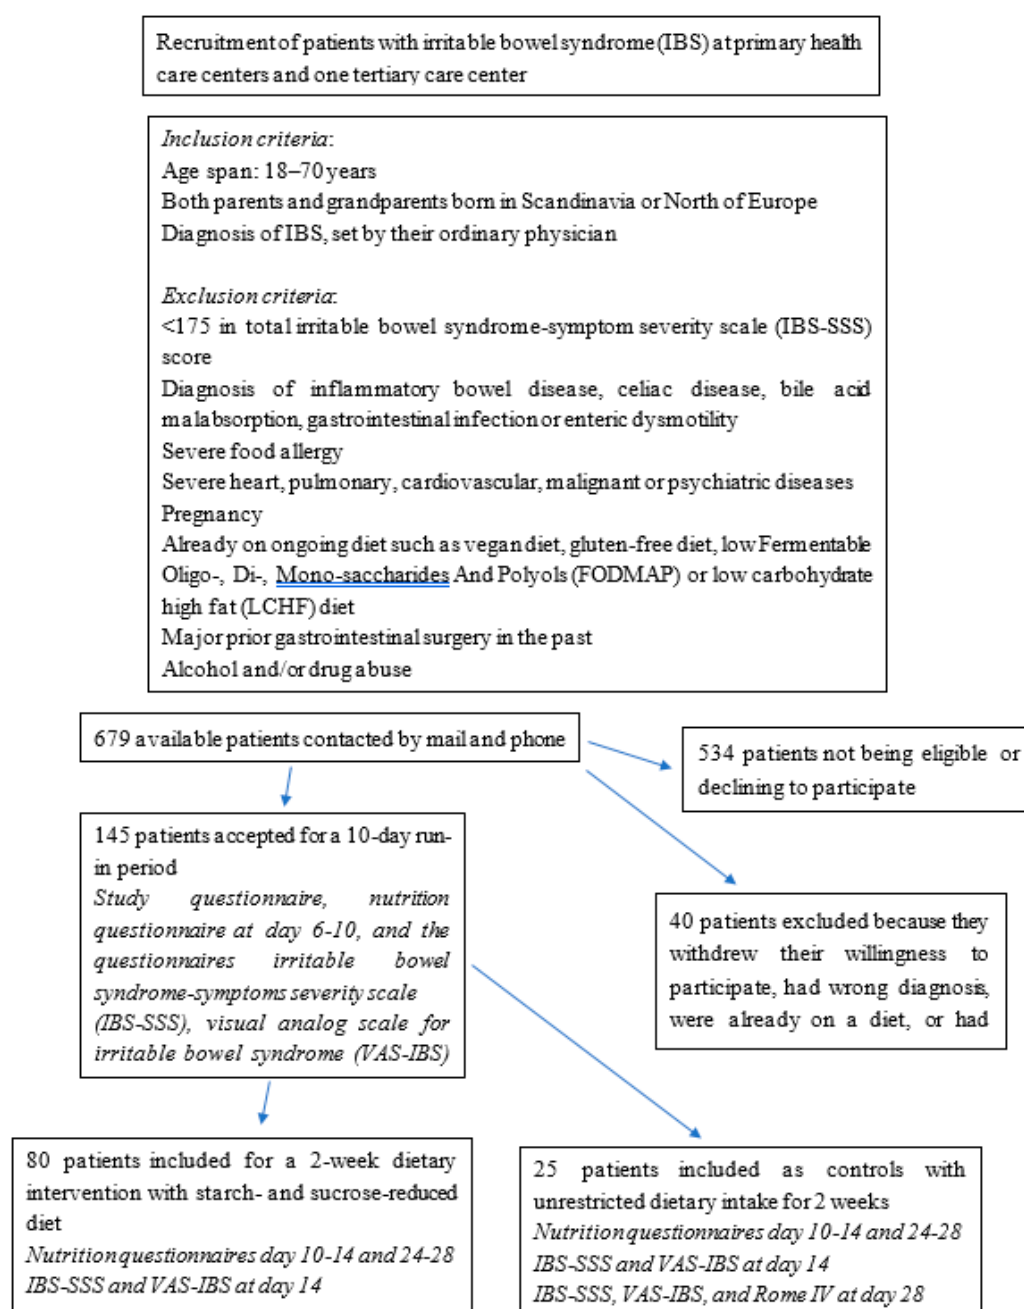 Recruitment of patients with irritable bowel syndrome (IBS) at primary health
care centers and one tertiary care center
Inclusion criteria:
Age span: 18–70 years
Both parents and grandparents born in Scandinavia or North of Europe
Diagnosis of IBS, set by their ordinary physician
Exclusion criteria:
<175 in total irritable bowel syndrome-symptom severity scale (IBS-SSS)
score
Diagnosis of inflammatory bowel disease, celiac disease, bile acid
malabsorption, gastrointestinal infection or enteric dysmotility
Severe food allergy
Severe heart, pulmonary, cardiovascular, malignant or psychiatric diseases
Pregnancy
Already on ongoing diet such as vegan diet, gluten-free diet, low Fermentable
Oligo-, Di-, Mono-saccharides And Polyols (FODMAP) or low carbohydrate
high fat (LCHF) diet
Major prior gastrointestinal surgery in the past
Alcohol and/or drug abuse
679 available patients contacted by mail and phone
534 patients not being eligible or
declining to participate
145 patients accepted for a 10-day run-
in period
Study questionnaire, nutrition
questionnaire at day 6-10, and the
questionnaires irritable bowel
syndrome-symptoms severity scale
(IBS-SSS), visual analog scale for
irritable bowel syndrome (VAS-IBS)
40 patients excluded because they
withdrew their willingness to
participate, had wrong diagnosis,
were already on a diet, or had
80 patients included for a 2-week dietary
intervention with starch- and sucrose-reduced
diet
Nutrition questionnaires day 10-14 and 24-28
IBS-SSS and VAS-IBS at day 14
25 patients included as controls with
unrestricted dietary intake for 2 weeks
Nutrition questionnaires day 10-14 and 24-28
IBS-SSS and VAS-IBS at day 14
IBS-SSS, VAS-IBS, and Rome IV at day 28